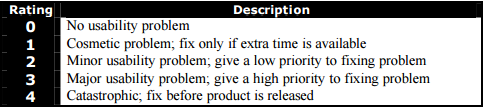 Rating Description
0 No usability problem
1 Cosmetic problem; fix only if extra time is available
2 Minor usability problem; give a low priority to fixing problem
3 Major usability problem; give a high priority to fixing problem
4 Catastrophic; fix before product is released